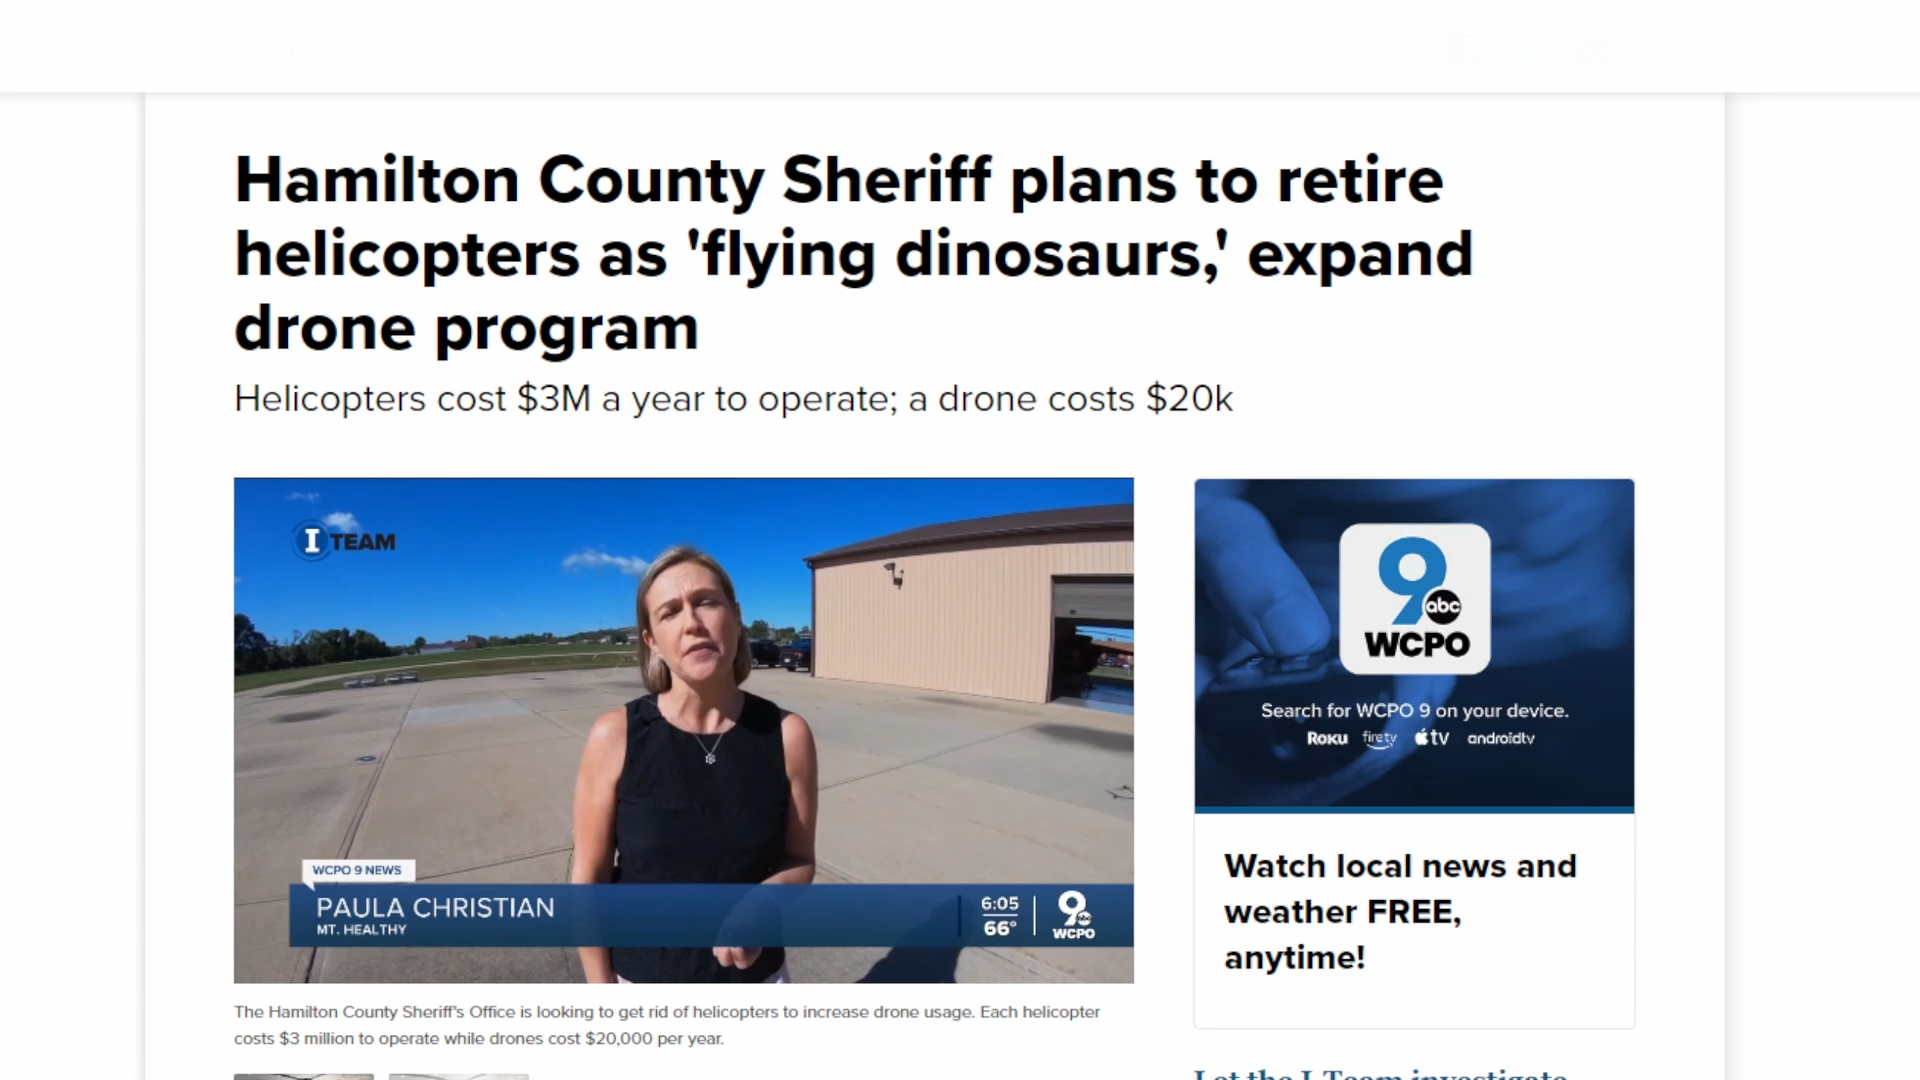 Hamilton County Sheriff plans to retire
helicopters as 'flying dinosaurs,' expand
drone program
Helicopters cost $3M a year to operate; a drone costs $20k
I TEAM
WCPO 9 NEWS
PAULA CHRISTIAN
MT. HEALTHY
6:05
66°
9
abc
WCPO
The Hamilton County Sheriff's Office is looking to get rid of helicopters to increase drone usage. Each helicopter
costs $3 million to operate while drones cost $20,000 per year.
9
abc
WCPO
Search for WCPO 9 on your device.
Roku firetv tv androidtv
Watch local news and
weather FREE,
anytime!
Let the I-Team investigate